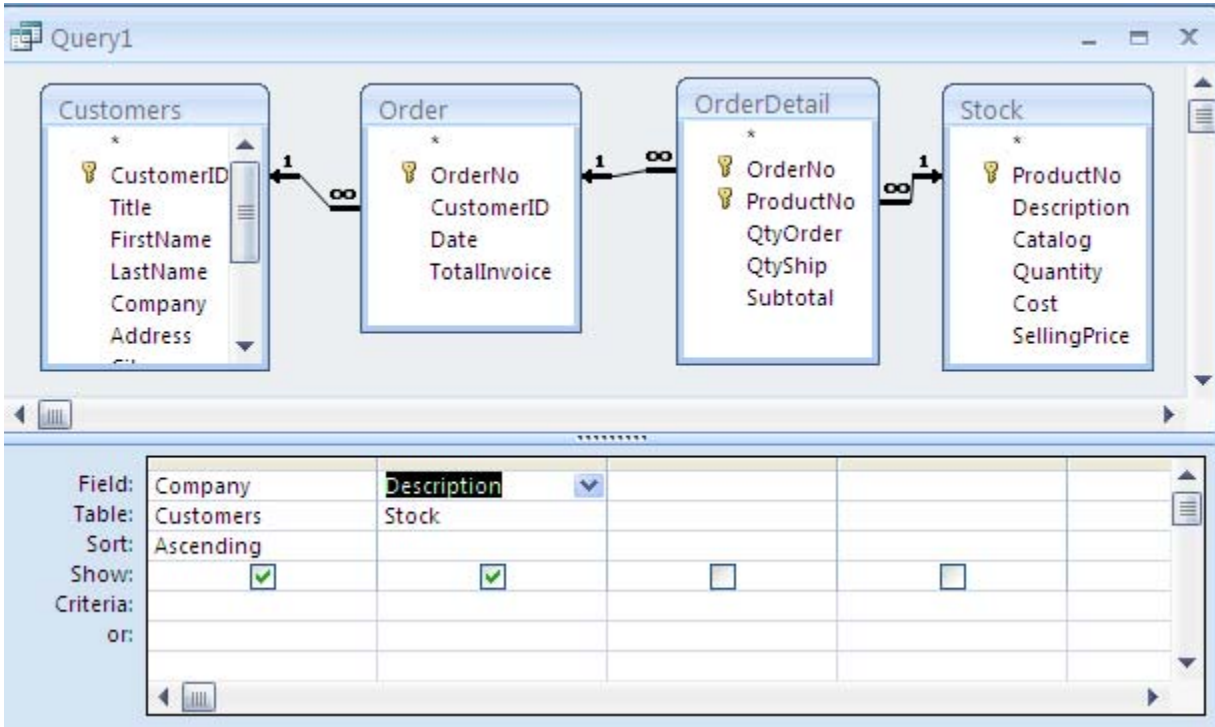 Query1
Customers
*
CustomerID
Title
FirstName
LastName
Company
Address
1
∞
Order
*
OrderNo
CustomerID
Date
TotalInvoice
1
∞
OrderDetail
*
OrderNo
ProductNo
QtyOrder
QtyShip
Subtotal
∞
1
Stock
*
ProductNo
Description
Catalog
Quantity
Cost
SellingPrice
Field: Company Description
Table: Customers Stock
Sort: Ascending
Show:
Criteria:
or: